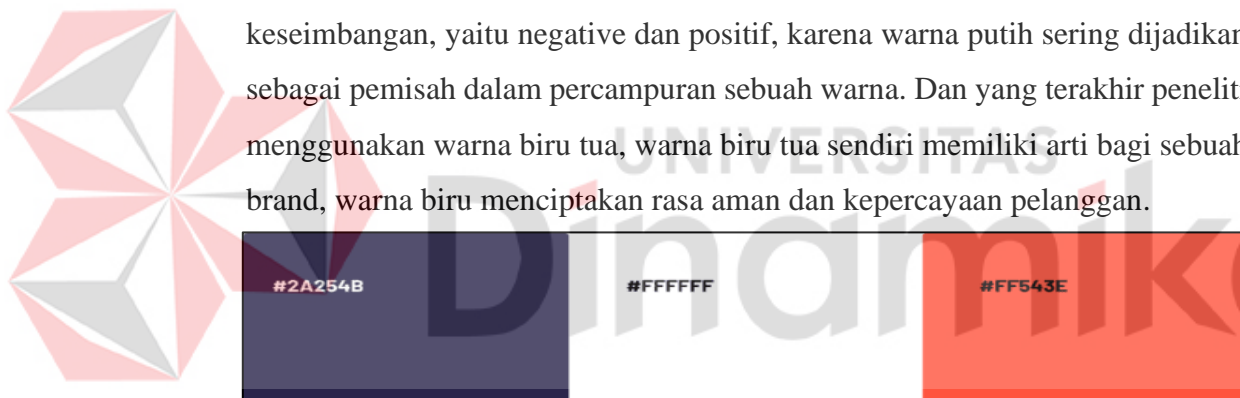 keseimbangan, yaitu negative dan positif, karena warna putih sering dijadikan
sebagai pemisah dalam percampuran sebuah warna. Dan yang terakhir peneliti
menggunakan warna biru tua, warna biru tua sendiri memiliki arti bagi sebuah
UNIVERSITAS
brand, warna biru menciptakan rasa aman dan kepercayaan pelanggan.
Dinamik
#2A254B #FFFFFF #FF543E